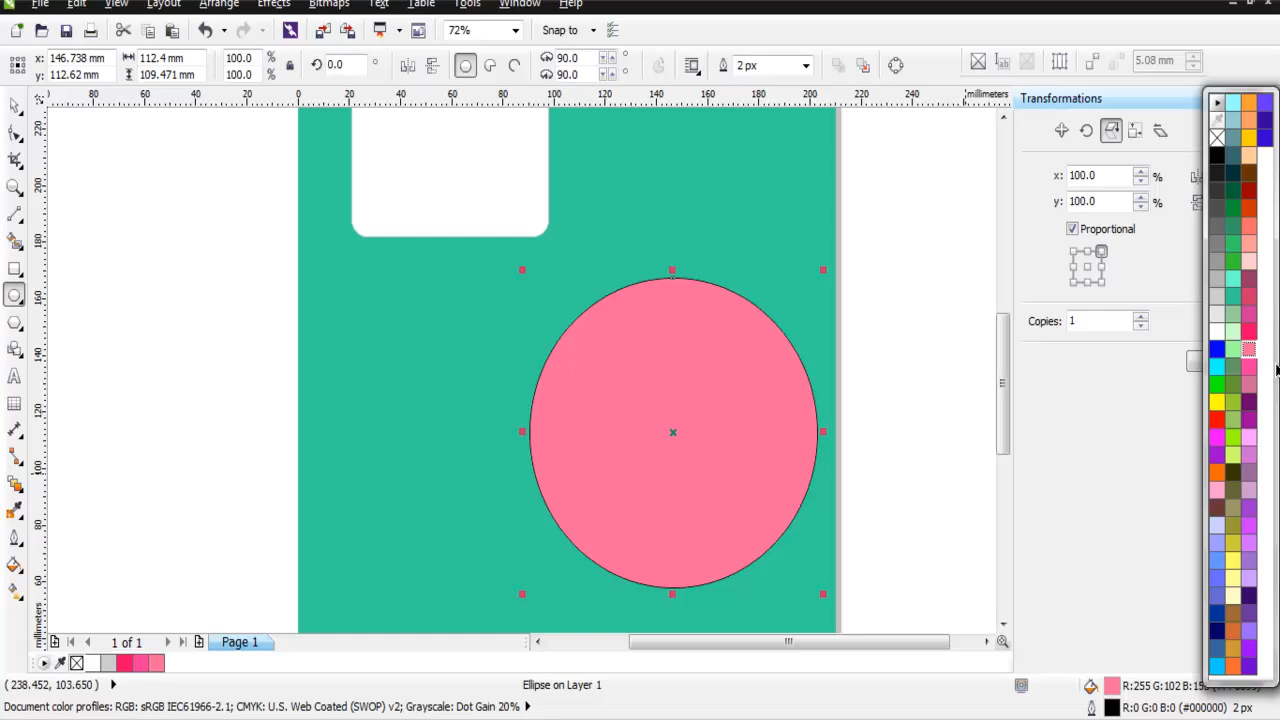 File Edit View Layout Arrange Effects Bitmaps Text Table Tools Window Help
72% Snap to
x: 146.738 mm 112.4 mm 100.0 % 0.0 ° 90.0 ° 2 px 5.08 mm
y: 112.62 mm 109.471 mm 100.0 % 90.0
80 60 40 20 0 20 40 60 80 100 120 140 160 180 200 220 240 millimeters
Transformations
x: 100.0 %
y: 100.0 %
Proportional
Copies: 1
220
200
180
160
140
120
100
80
60
millimeters
1 of 1 Page 1
( 238.452, 103.650 ) Ellipse on Layer 1 R:255 G:102 B:15
Document color profiles: RGB: sRGB IEC61966-2.1; CMYK: U.S. Web Coated (SWOP) v2; Grayscale: Dot Gain 20% R:0 G:0 B:0 (#000000) 2 px